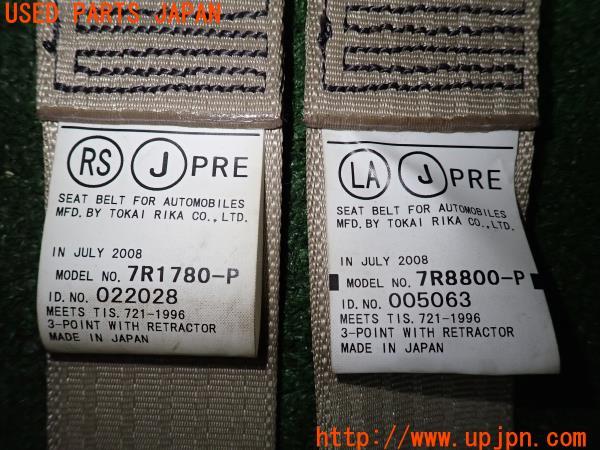 USED PARTS JAPAN
RS J PRE
SEAT BELT FOR AUTOMOBILES
MFD. BY TOKAI RIKA CO., LTD.
IN JULY 2008
MODEL NO. 7R1780-P
ID. NO. 022028
MEETS TIS. 721-1996
3-POINT WITH RETRACTOR
MADE IN JAPAN
LA J PRE
SEAT BELT FOR AUTOMOBILES
MFD. BY TOKAI RIKA CO., LTD.
IN JULY 2008
MODEL NO. 7R8800-P
ID. NO. 005063
MEETS TIS. 721-1996
3-POINT WITH RETRACTOR
MADE IN JAPAN
http://www.upjpn.com/